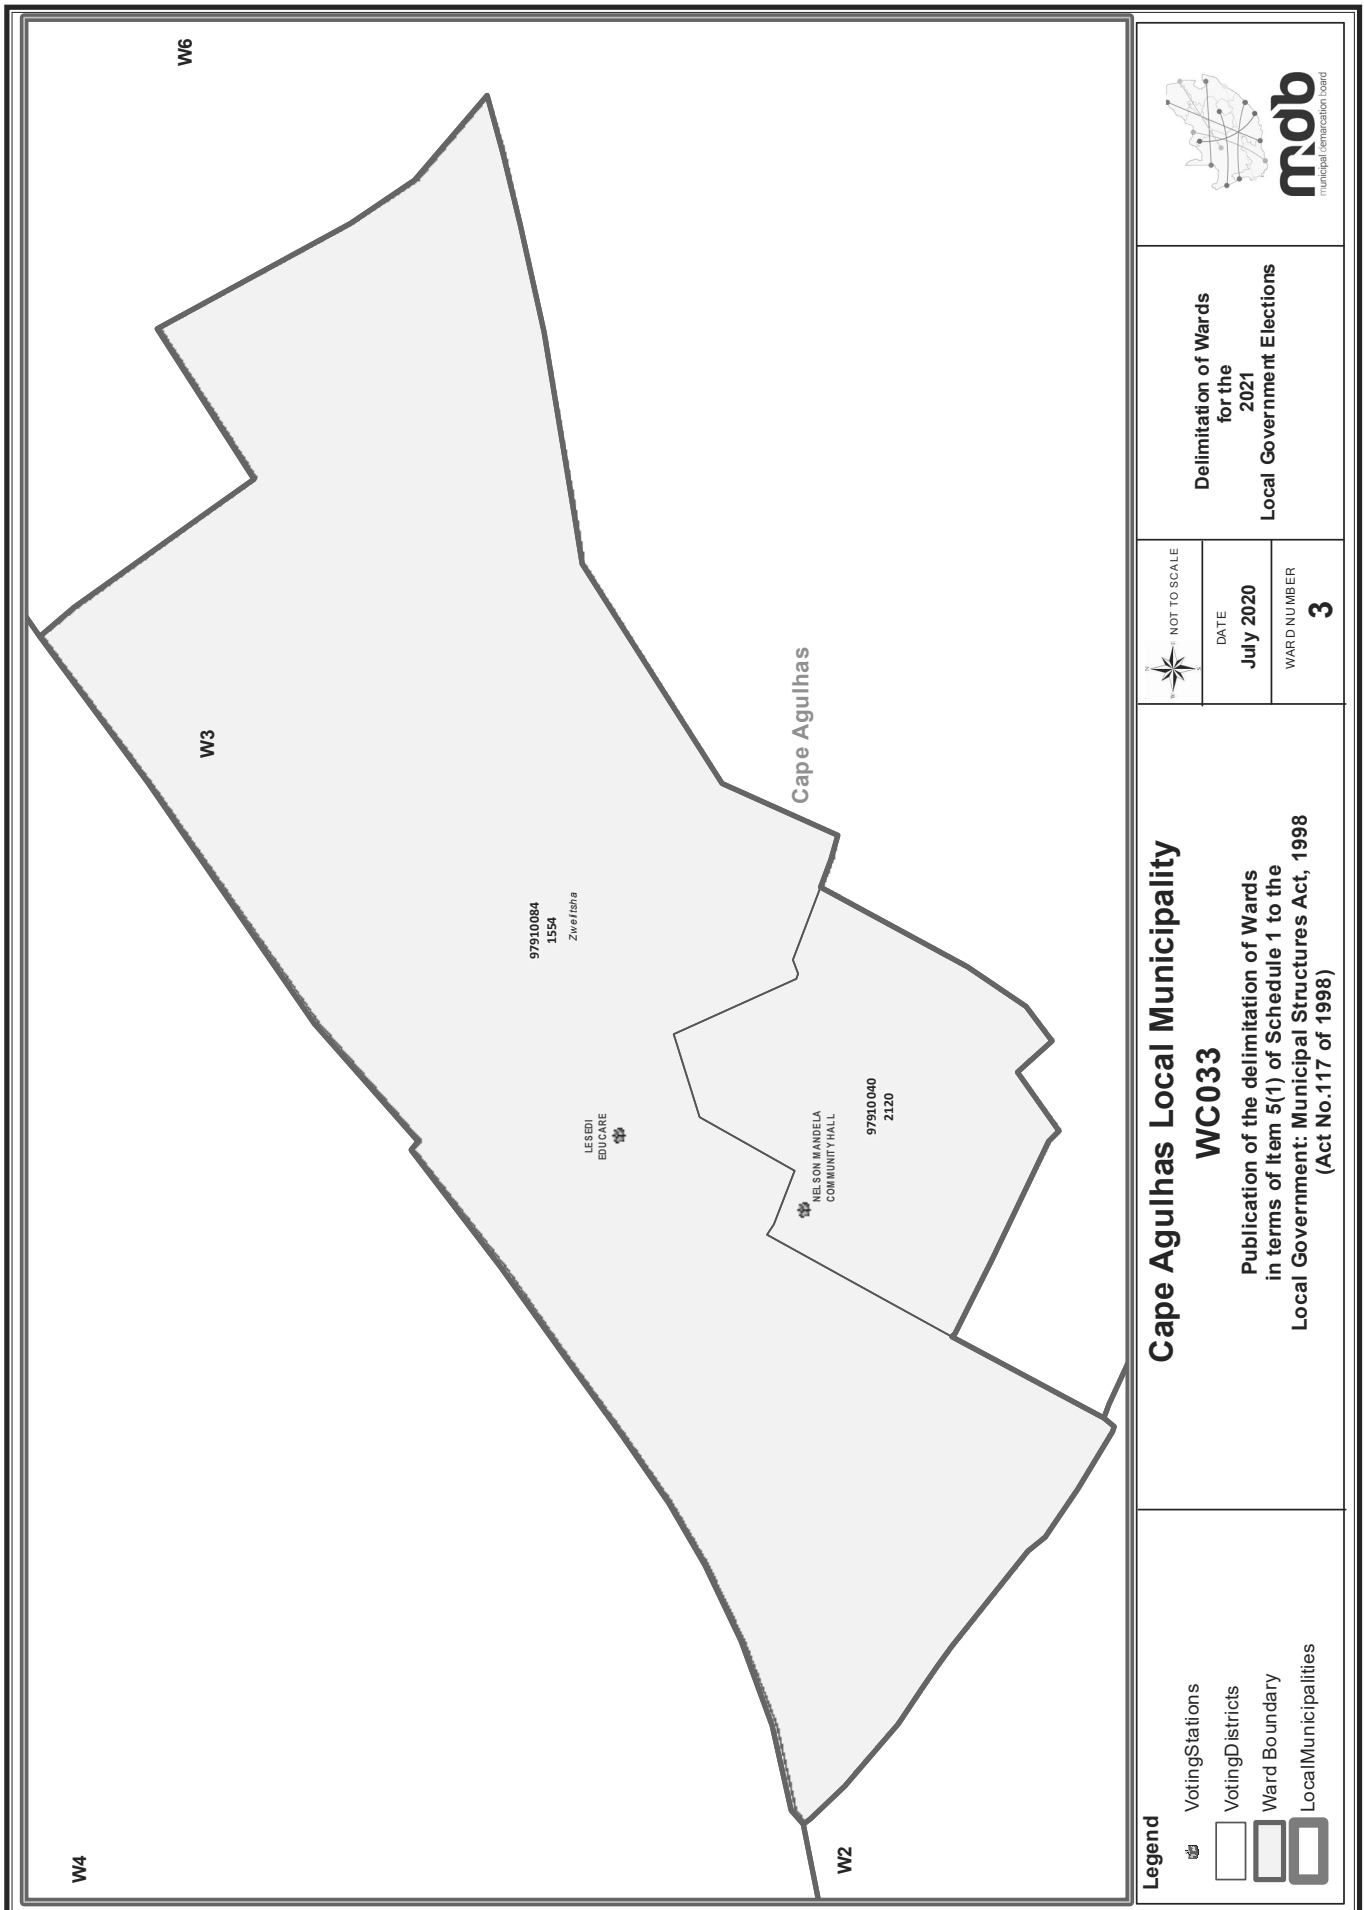 W6
W3
97910084
1554
Zwelitsha
LESEDI
EDUCARE
NELSON MANDELA
COMMUNITY HALL
97910040
2120
Cape Agulhas
W4
W2
Legend
VotingStations
VotingDistricts
Ward Boundary
LocalMunicipalities
Cape Agulhas Local Municipality
WC033
Publication of the delimitation of Wards
in terms of Item 5(1) of Schedule 1 to the
Local Government: Municipal Structures Act, 1998
(Act No.117 of 1998)
N
E
S
W
NOT TO SCALE
DATE
July 2020
WARD NUMBER
3
Delimitation of Wards
for the
2021
Local Government Elections
mdb
municipal demarcation board